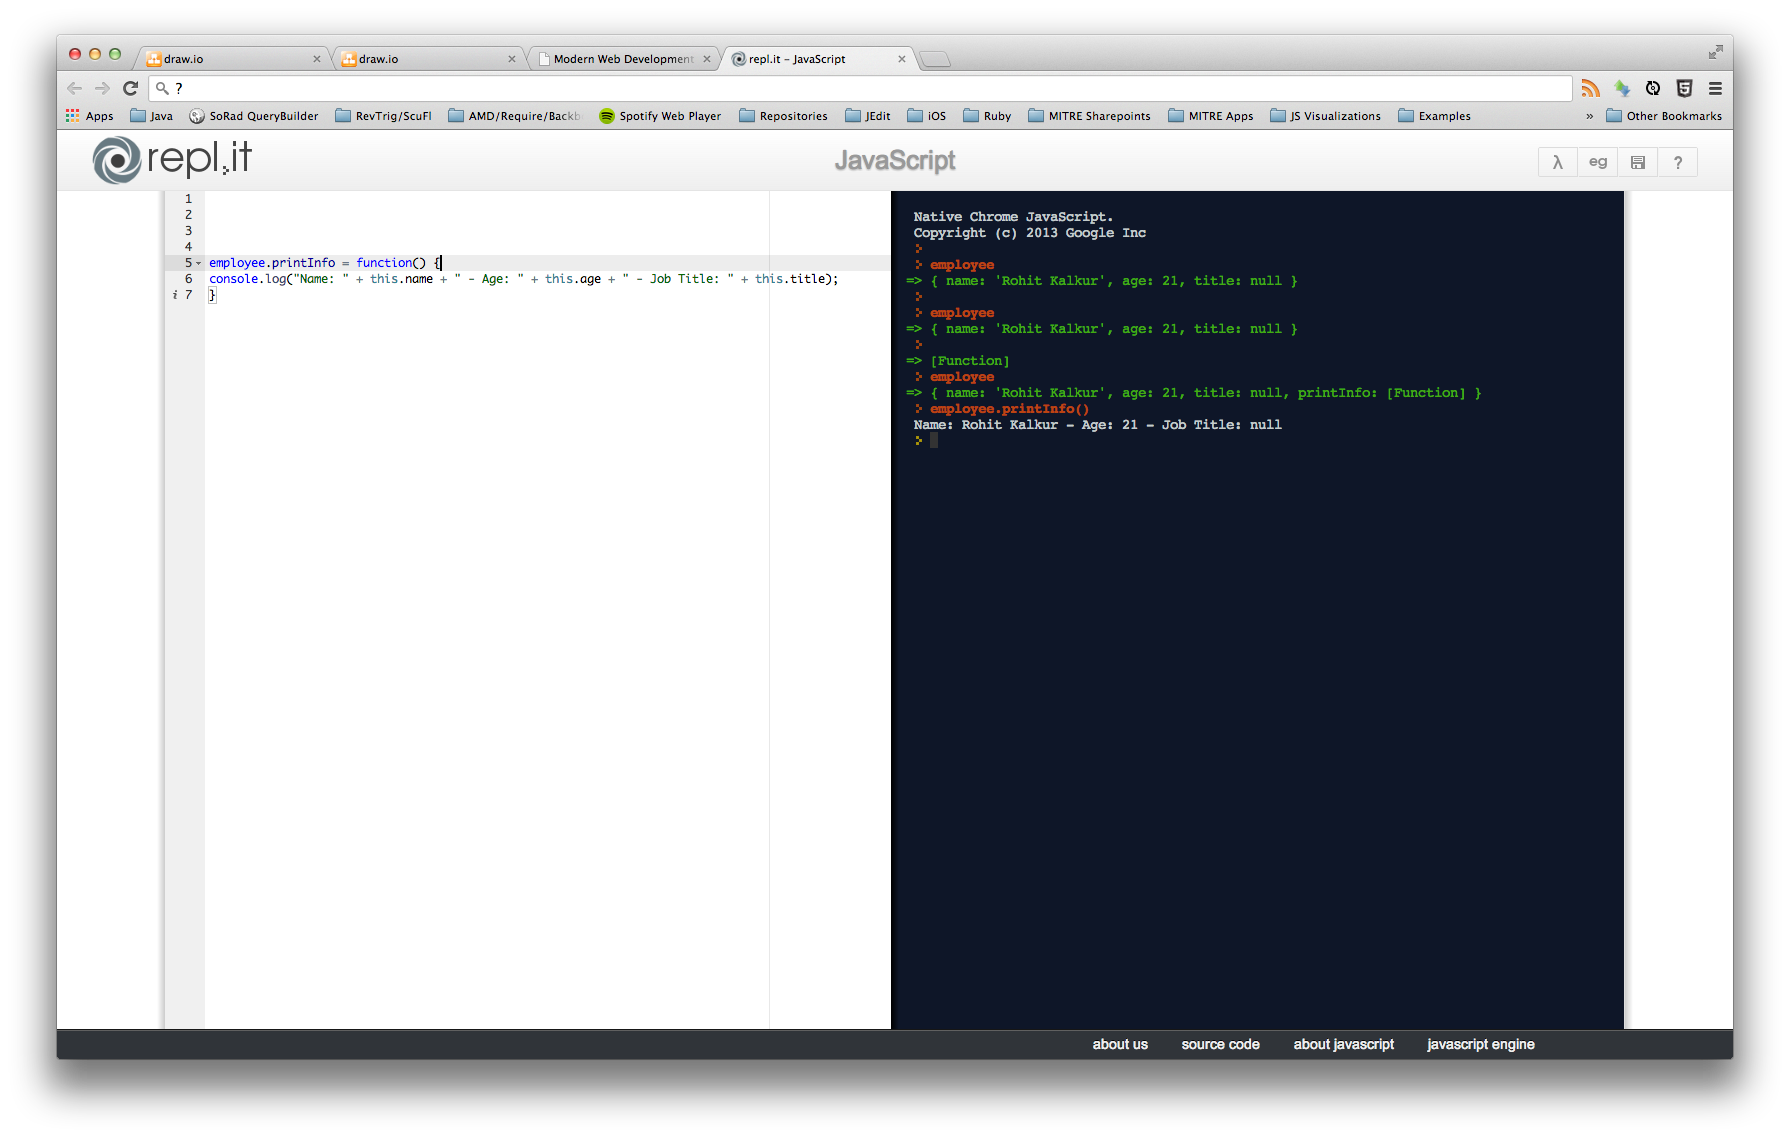 draw.io
draw.io
Modern Web Development
repl.it – JavaScript
?
Apps Java SoRad QueryBuilder RevTrig/ScuFl AMD/Require/Backb Spotify Web Player Repositories JEdit iOS Ruby MITRE Sharepoints MITRE Apps JS Visualizations Examples » Other Bookmarks
repl.it
JavaScript
λ eg ?
1
2
3
4
5 employee.printInfo = function() {
6 console.log("Name: " + this.name + " - Age: " + this.age + " - Job Title: " + this.title);
i 7 }
Native Chrome JavaScript.
Copyright (c) 2013 Google Inc
>
> employee
=> { name: 'Rohit Kalkur', age: 21, title: null }
>
> employee
=> { name: 'Rohit Kalkur', age: 21, title: null }
>
=> [Function]
> employee
=> { name: 'Rohit Kalkur', age: 21, title: null, printInfo: [Function] }
> employee.printInfo()
Name: Rohit Kalkur - Age: 21 - Job Title: null
>
about us source code about javascript javascript engine